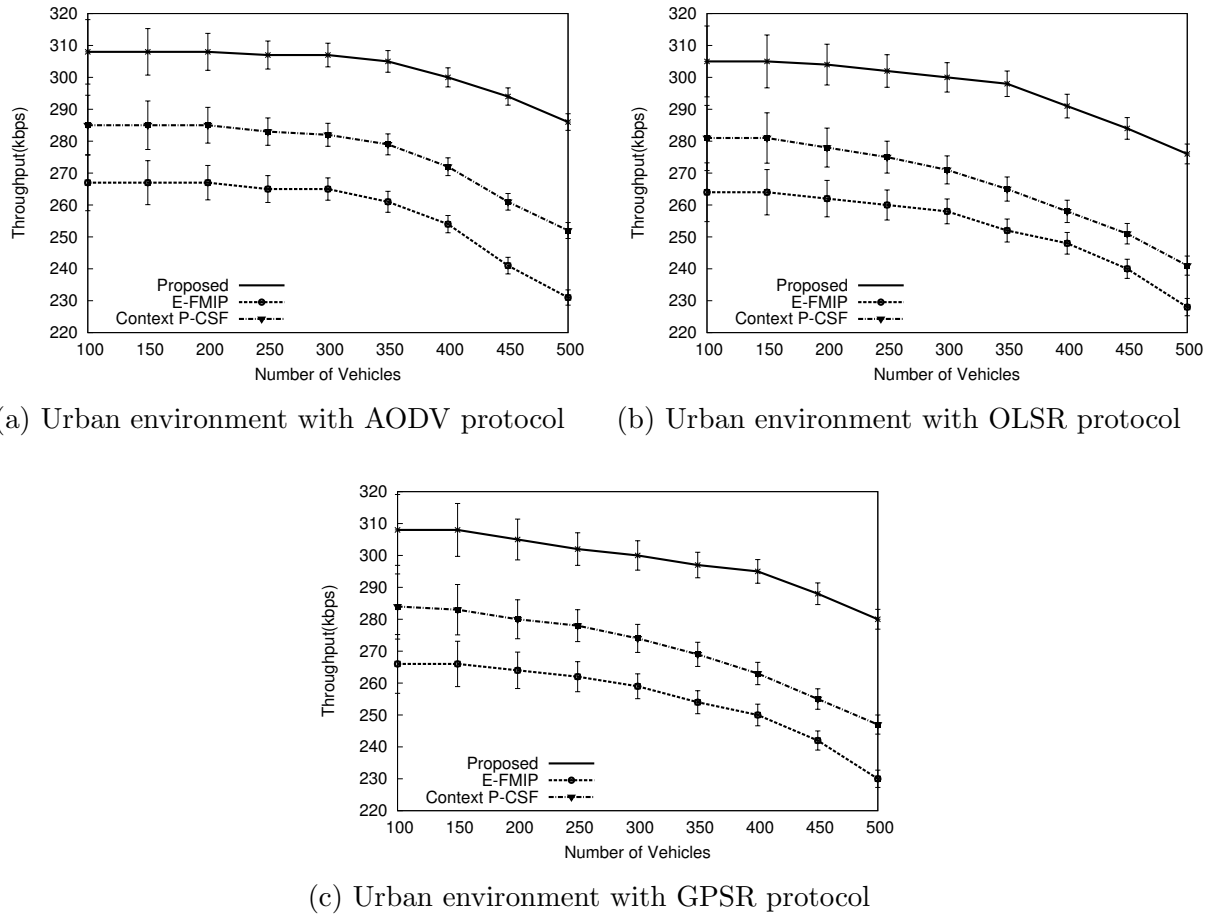 320
310
300
290
280
270
260
250
240
230
220
Throughput(kbps)
Proposed
E-FMIP
Context P-CSF
100 150 200 250 300 350 400 450 500
Number of Vehicles
a) Urban environment with AODV protocol
320
310
300
290
280
270
260
250
240
230
220
Throughput(kbps)
Proposed
E-FMIP
Context P-CSF
100 150 200 250 300 350 400 450 500
Number of Vehicles
(b) Urban environment with OLSR protocol
320
310
300
290
280
270
260
250
240
230
220
Throughput(kbps)
Proposed
E-FMIP
Context P-CSF
100 150 200 250 300 350 400 450 500
Number of Vehicles
(c) Urban environment with GPSR protocol